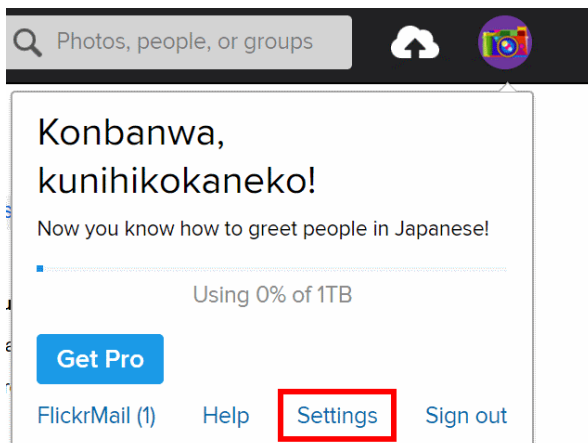 Photos, people, or groups
Konbanwa,
kunihikokaneko!
Now you know how to greet people in Japanese!
Using 0% of 1TB
Get Pro
FlickrMail (1) Help Settings Sign out